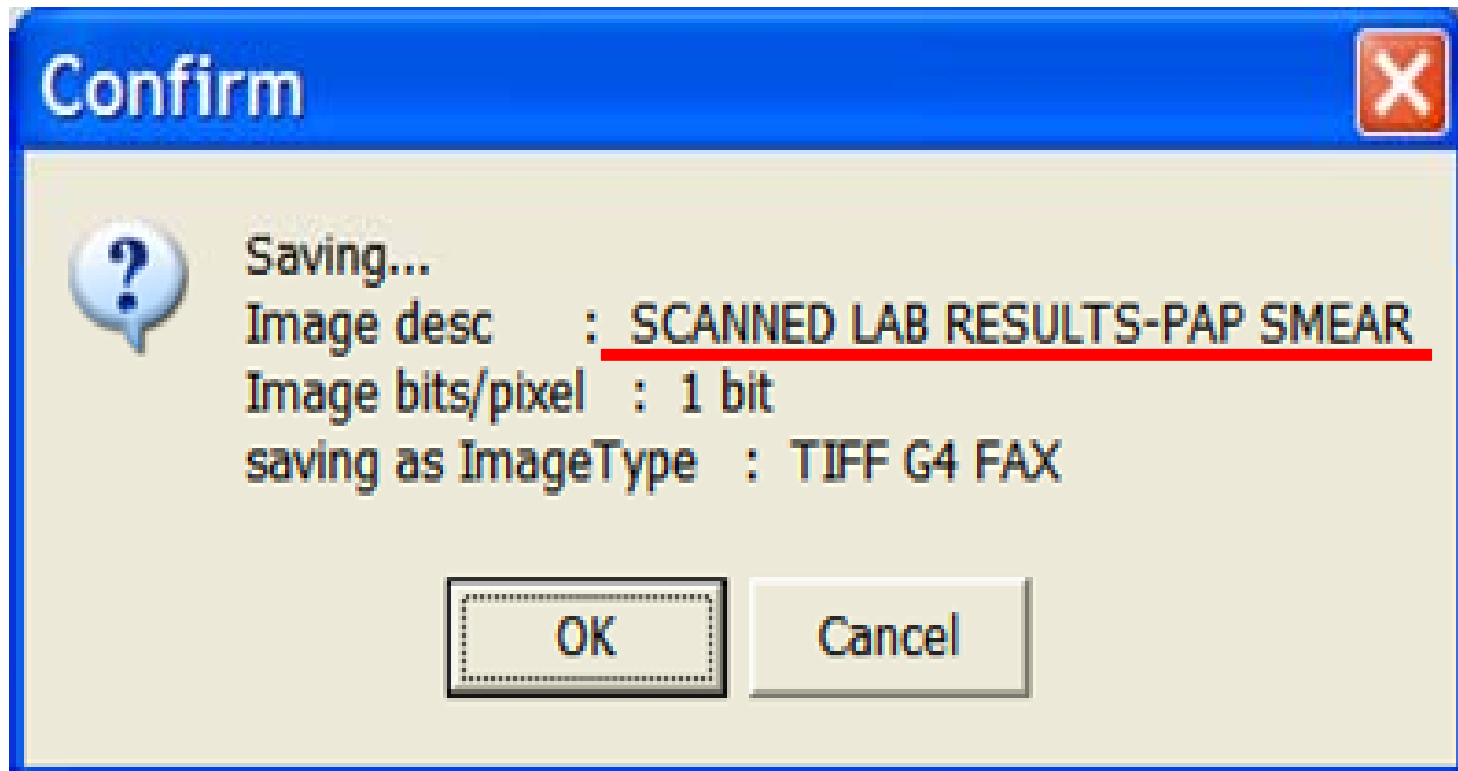 Confirm
Saving...
Image desc : SCANNED LAB RESULTS-PAP SMEAR
Image bits/pixel : 1 bit
saving as ImageType : TIFF G4 FAX
OK Cancel